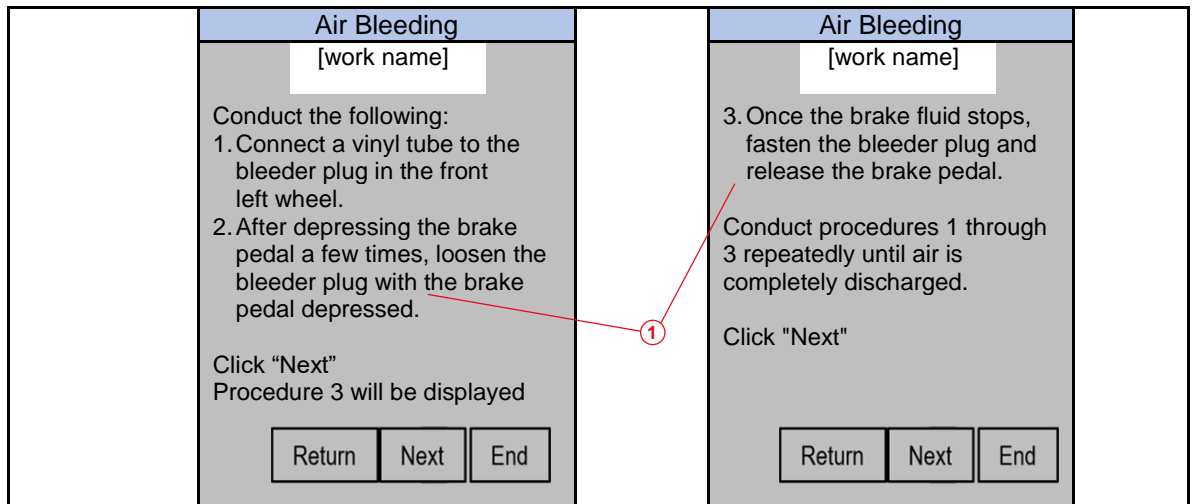 Air Bleeding
[work name]
Conduct the following:
1. Connect a vinyl tube to the
bleeder plug in the front
left wheel.
2. After depressing the brake
pedal a few times, loosen the
bleeder plug with the brake
pedal depressed.
Click “Next”
Procedure 3 will be displayed
Return Next End
1
Air Bleeding
[work name]
3. Once the brake fluid stops,
fasten the bleeder plug and
release the brake pedal.
Conduct procedures 1 through
3 repeatedly until air is
completely discharged.
Click "Next"
Return Next End